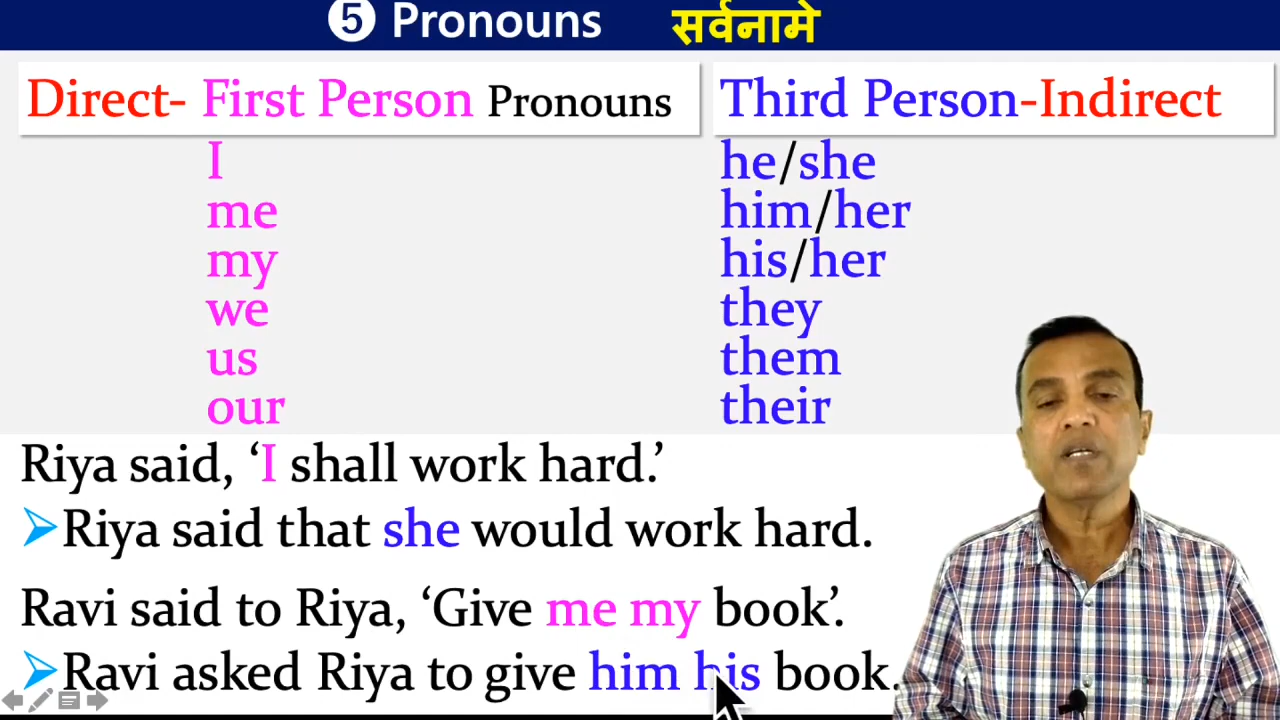 5 Pronouns सर्वनामे
Direct- First Person Pronouns
Third Person-Indirect
I he/she
me him/her
my his/her
we they
us them
our their
Riya said, ‘I shall work hard.’
Riya said that she would work hard.
Ravi said to Riya, ‘Give me my book’.
Ravi asked Riya to give him his book.